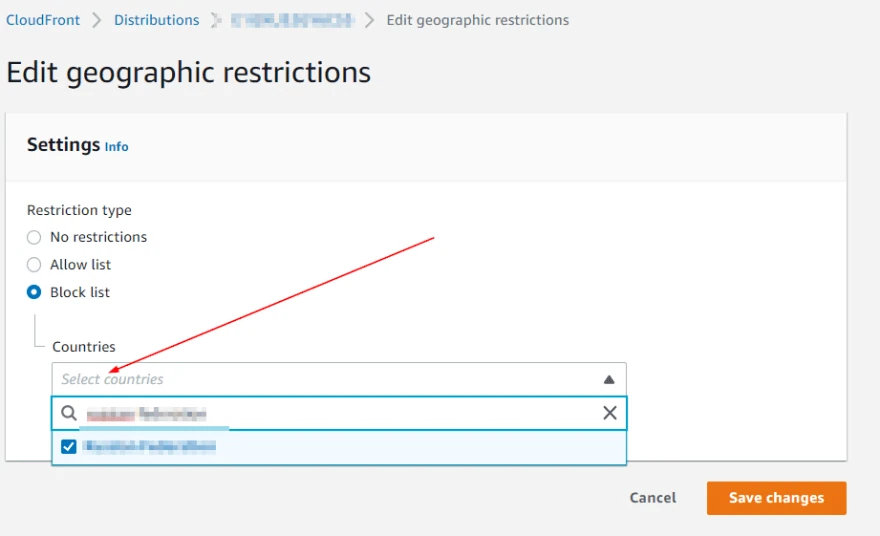 CloudFront > Distributions > > Edit geographic restrictions
Edit geographic restrictions
Settings Info
Restriction type
No restrictions
Allow list
Block list
Countries
Select countries
Cancel Save changes